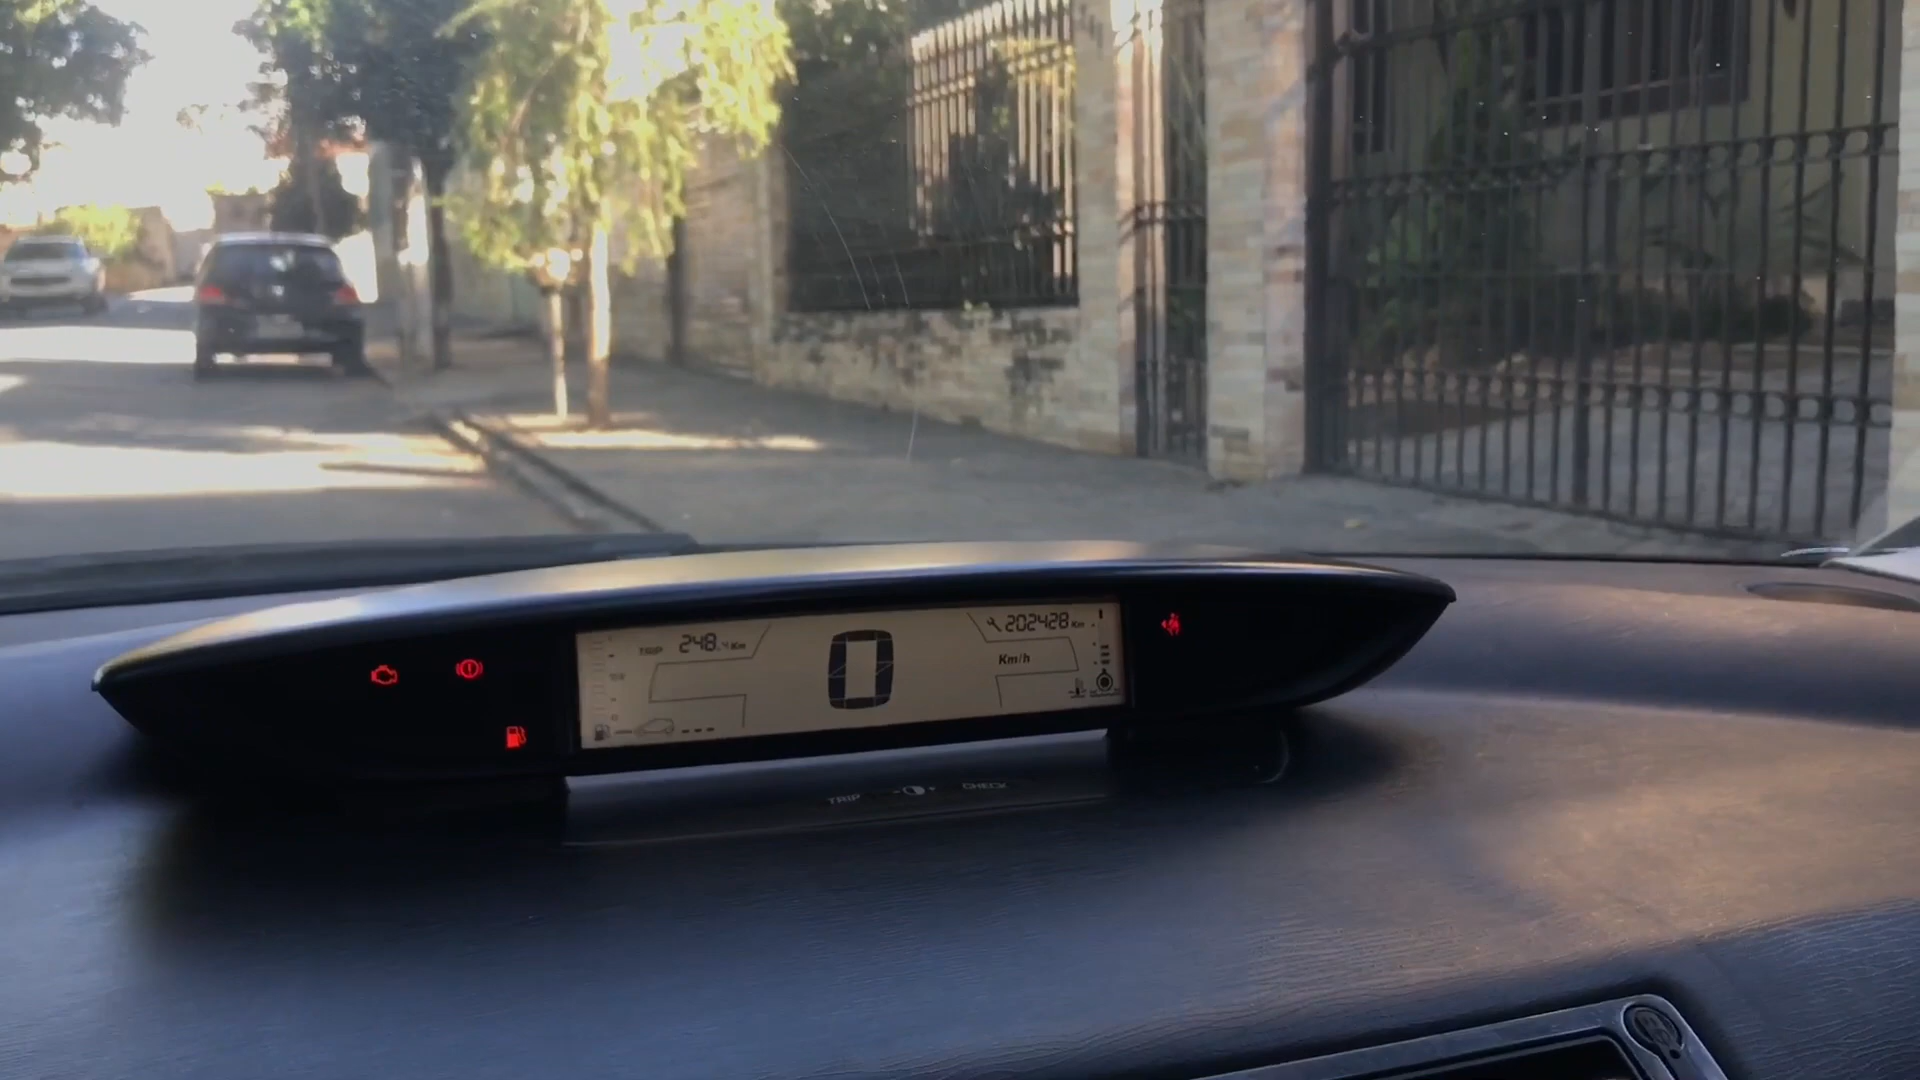 TRIP 248.4 Km
0
202428 Km
Km/h
---
TRIP - + CHECK